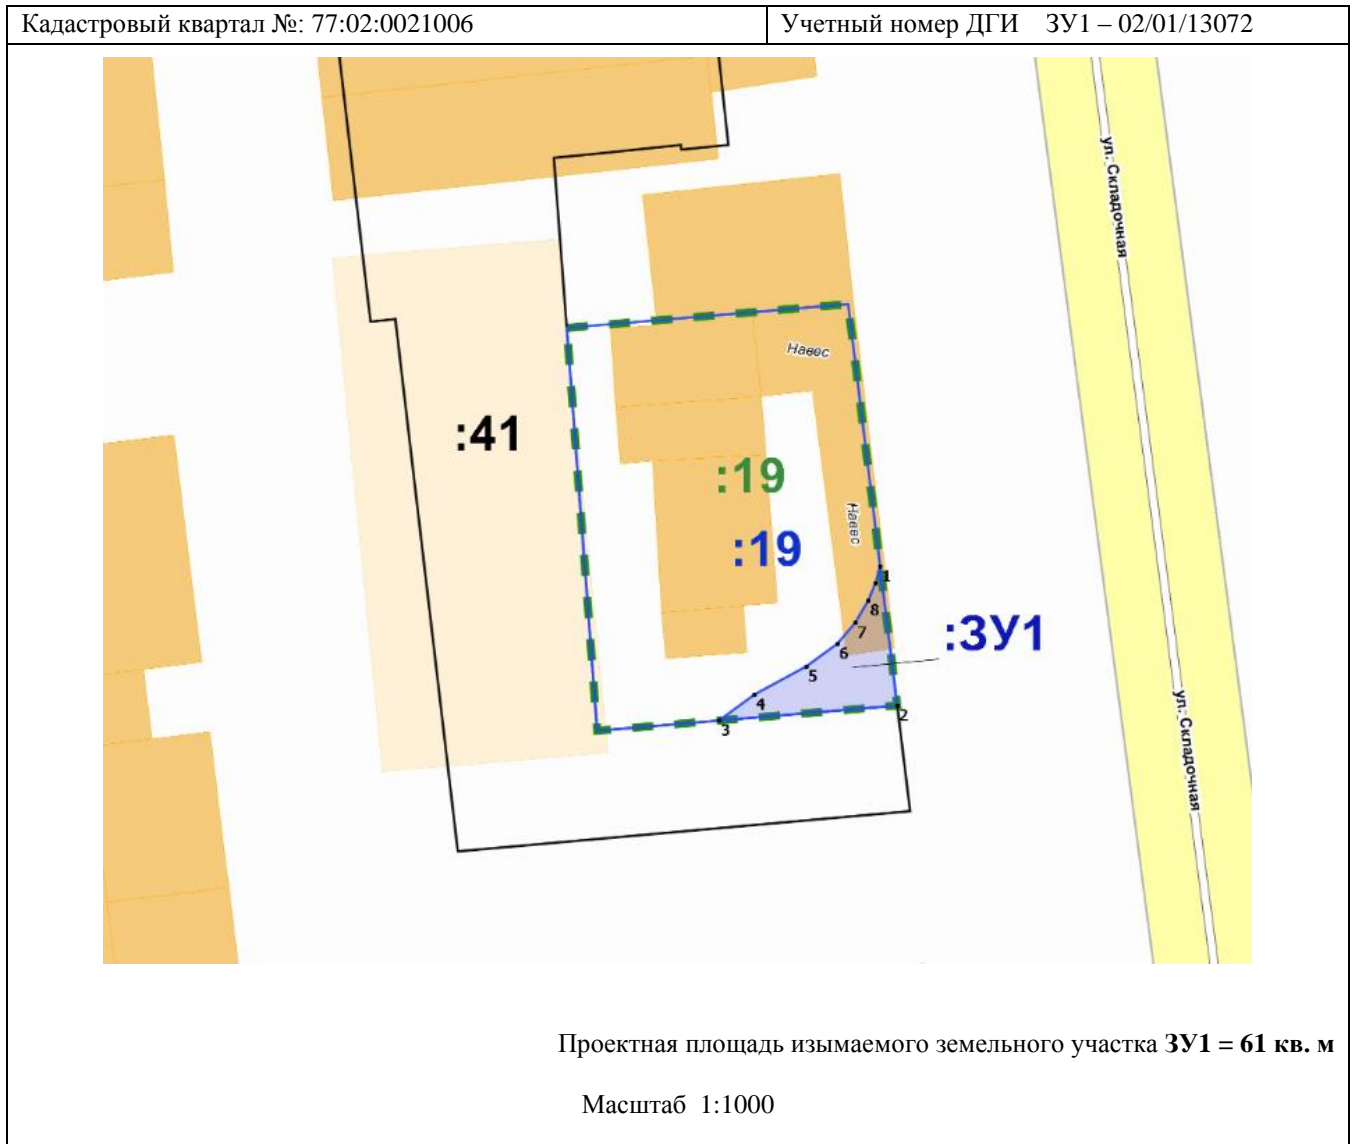 Кадастровый квартал №: 77:02:0021006
Учетный номер ДГИ ЗУ1 – 02/01/13072
ул. Складочная
Навес
:41
:19
Навес
:19
1
8
:ЗУ1
7
6
5
4
2
3
ул. Складочная
Проектная площадь изымаемого земельного участка ЗУ1 = 61 кв. м
Масштаб 1:1000